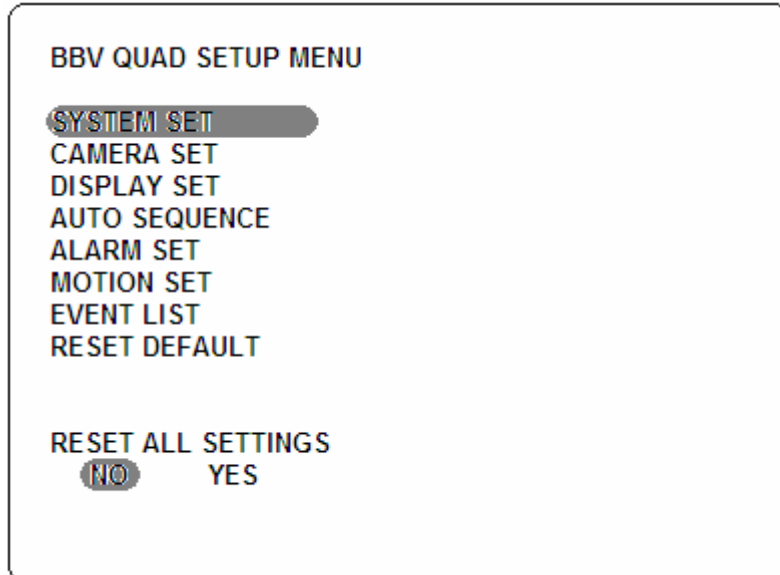 BBV QUAD SETUP MENU
SYSTEM SET
CAMERA SET
DISPLAY SET
AUTO SEQUENCE
ALARM SET
MOTION SET
EVENT LIST
RESET DEFAULT
RESET ALL SETTINGS
NO YES